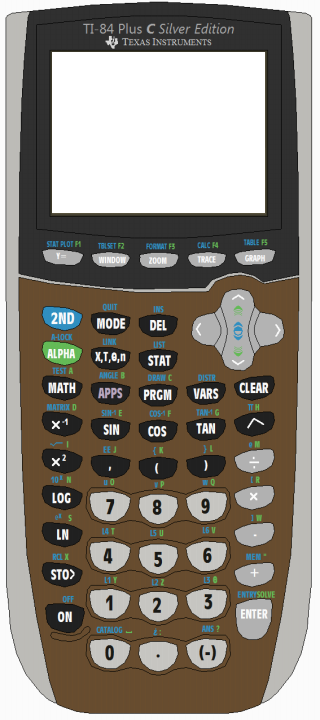 TI-84 Plus C Silver Edition
TEXAS INSTRUMENTS
STAT PLOT F1 TBLSET F2 FORMAT F3 CALC F4 TABLE F5
Y= WINDOW ZOOM TRACE GRAPH
QUIT INS
2ND MODE DEL
A-LOCK LINK LIST
ALPHA X,T,θ,n STAT
TEST A ANGLE B DRAW C DISTR
MATH APPS PRGM VARS CLEAR
MATRIX D SIN-1 E COS-1 F TAN-1 G π H
x-1 SIN COS TAN ^
√ I EE J { K } L e M
x² , ( ) ÷
10ˣ N u O v P w Q [ R
LOG 7 8 9 ×
eˣ S L4 T L5 U L6 V ] W
LN 4 5 6 -
RCL X L1 Y L2 Z L3 θ MEM "
STO> 1 2 3 +
OFF ENTRY SOLVE
ON ENTER
CATALOG ⎵ i : ANS ?
0 . (-)